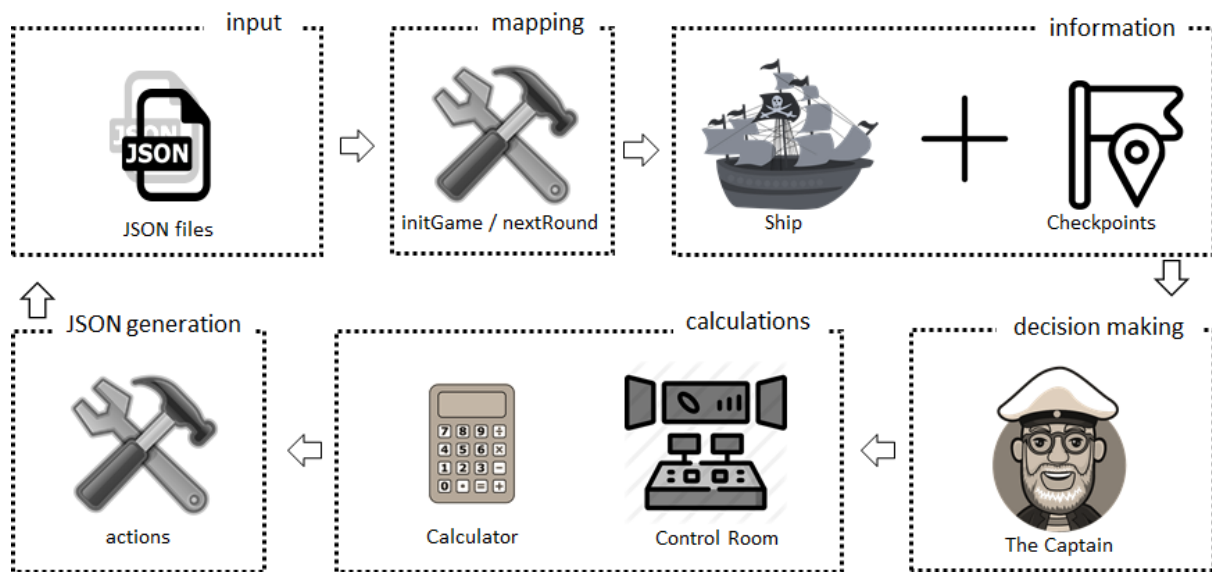 input
mapping
information
JSON
JSON
JSON files
initGame / nextRound
Ship
Checkpoints
JSON generation
calculations
decision making
7 8 9 ÷
4 5 6 ×
1 2 3 −
0 • = +
actions
Calculator
Control Room
The Captain